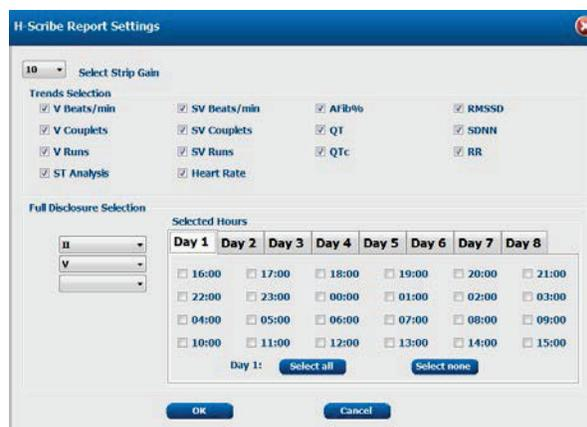 H-Scribe Report Settings
10 Select Strip Gain
Trends Selection
V Beats/min SV Beats/min AFib% RMSSD
V Couplets SV Couplets QT SDNN
V Runs SV Runs QTc RR
ST Analysis Heart Rate
Full Disclosure Selection
Selected Hours
II
V
Day 1 Day 2 Day 3 Day 4 Day 5 Day 6 Day 7 Day 8
16:00 17:00 18:00 19:00 20:00 21:00
22:00 23:00 00:00 01:00 02:00 03:00
04:00 05:00 06:00 07:00 08:00 09:00
10:00 11:00 12:00 13:00 14:00 15:00
Day 1: Select all Select none
OK Cancel